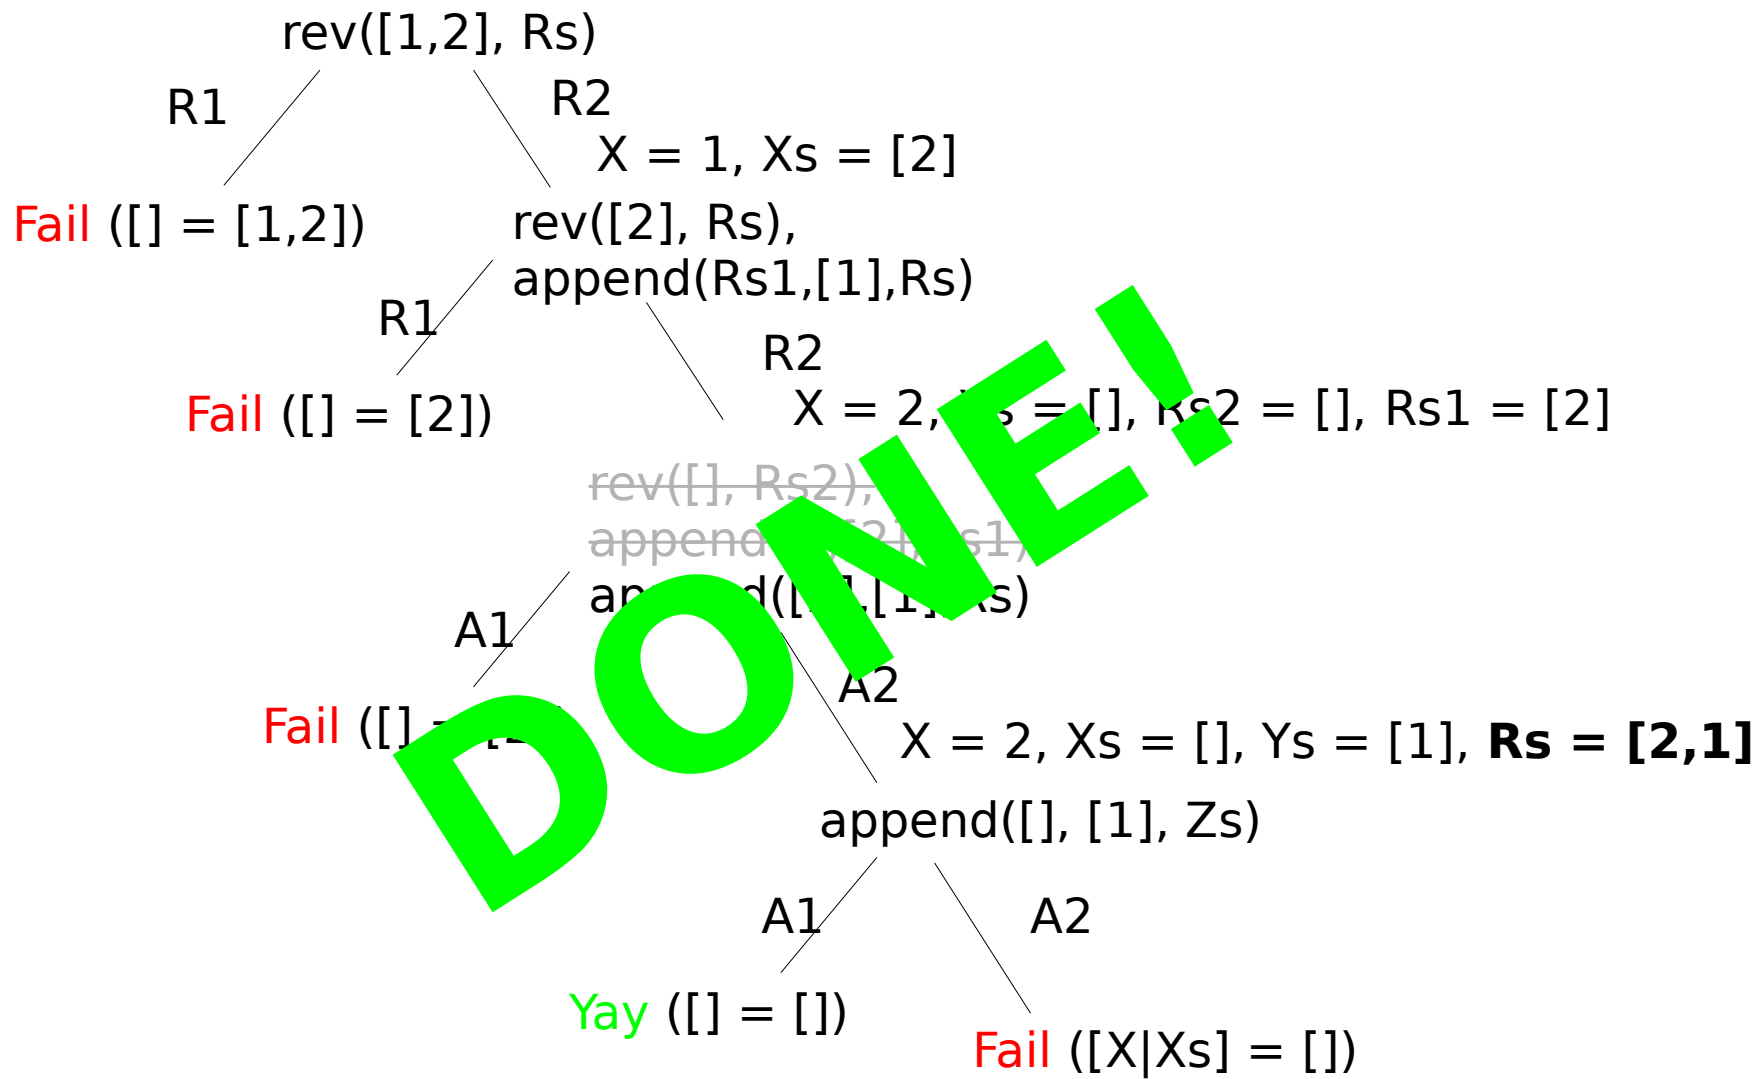 rev([1,2], Rs)
R1
R2
X = 1, Xs = [2]
Fail ([] = [1,2])
rev([2], Rs),
append(Rs1,[1],Rs)
R1
R2
Fail ([] = [2])
X = 2, = [], Rs2 = [], Rs1 = [2]
rev([], Rs2),
A1
A2
Fail
X = 2, Xs = [], Ys = [1], Rs = [2,1]
append([], [1], Zs)
A1
A2
Yay ([] = [])
Fail ([X|Xs] = [])
DONE!